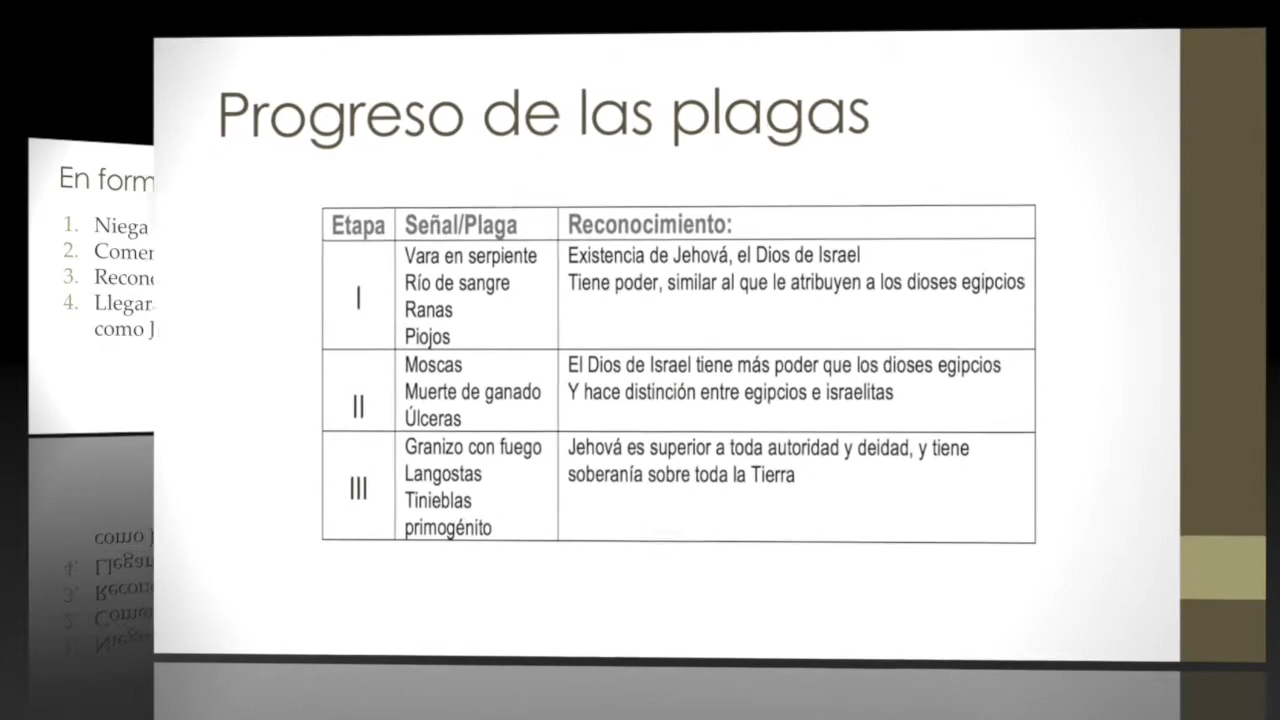 Progreso de las plagas
En form
1. Niega
2. Comer
3. Recono
4. Llegar
como J
Etapa Señal/Plaga Reconocimiento:
I
Vara en serpiente
Río de sangre
Ranas
Piojos
Existencia de Jehová, el Dios de Israel
Tiene poder, similar al que le atribuyen a los dioses egipcios
II
Moscas
Muerte de ganado
Úlceras
El Dios de Israel tiene más poder que los dioses egipcios
Y hace distinción entre egipcios e israelitas
III
Granizo con fuego
Langostas
Tinieblas
primogénito
Jehová es superior a toda autoridad y deidad, y tiene
soberanía sobre toda la Tierra